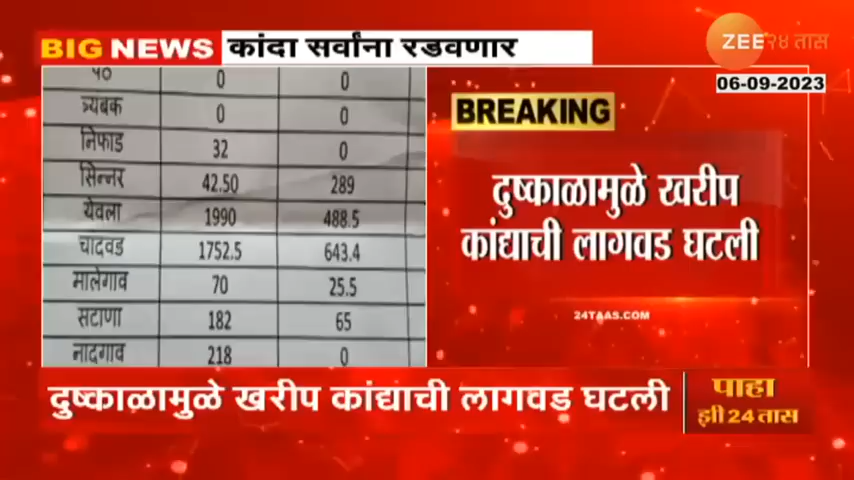 BIG NEWS कांदा सर्वांना रडवणार
ZEE २४ तास
06-09-2023
0 0
त्र्यंबक 0 0
निफाड 32 0
सिन्नर 42.50 289
येवला 1990 488.5
चादवड 1752.5 643.4
मालेगाव 70 25.5
सटाणा 182 65
नादगाव 218 0
BREAKING
दुष्काळामुळे खरीप
कांद्याची लागवड घटली
24TAAS.COM
दुष्काळामुळे खरीप कांद्याची लागवड घटली
पाहा
झी 24 तास